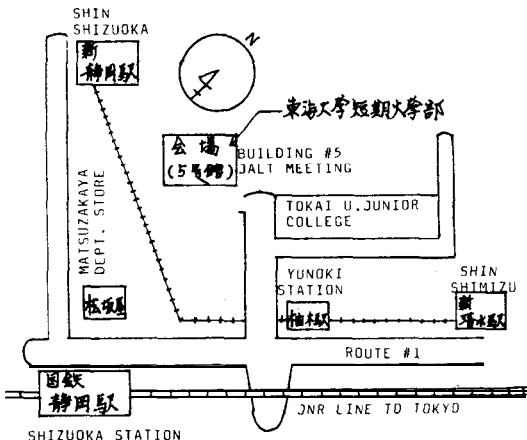 SHIN
SHIZUOKA
新
静岡駅
N
東海大学短期大学部
会場
(5号館)
BUILDING #5
JALT MEETING
TOKAI U.JUNIOR
COLLEGE
MATSUZAKAYA
DEPT. STORE
松坂屋
YUNOKI
STATION
柚木駅
SHIN
SHIMIZU
新
清水駅
ROUTE #1
国鉄
静岡駅
JNR LINE TO TOKYO
SHIZUOKA STATION